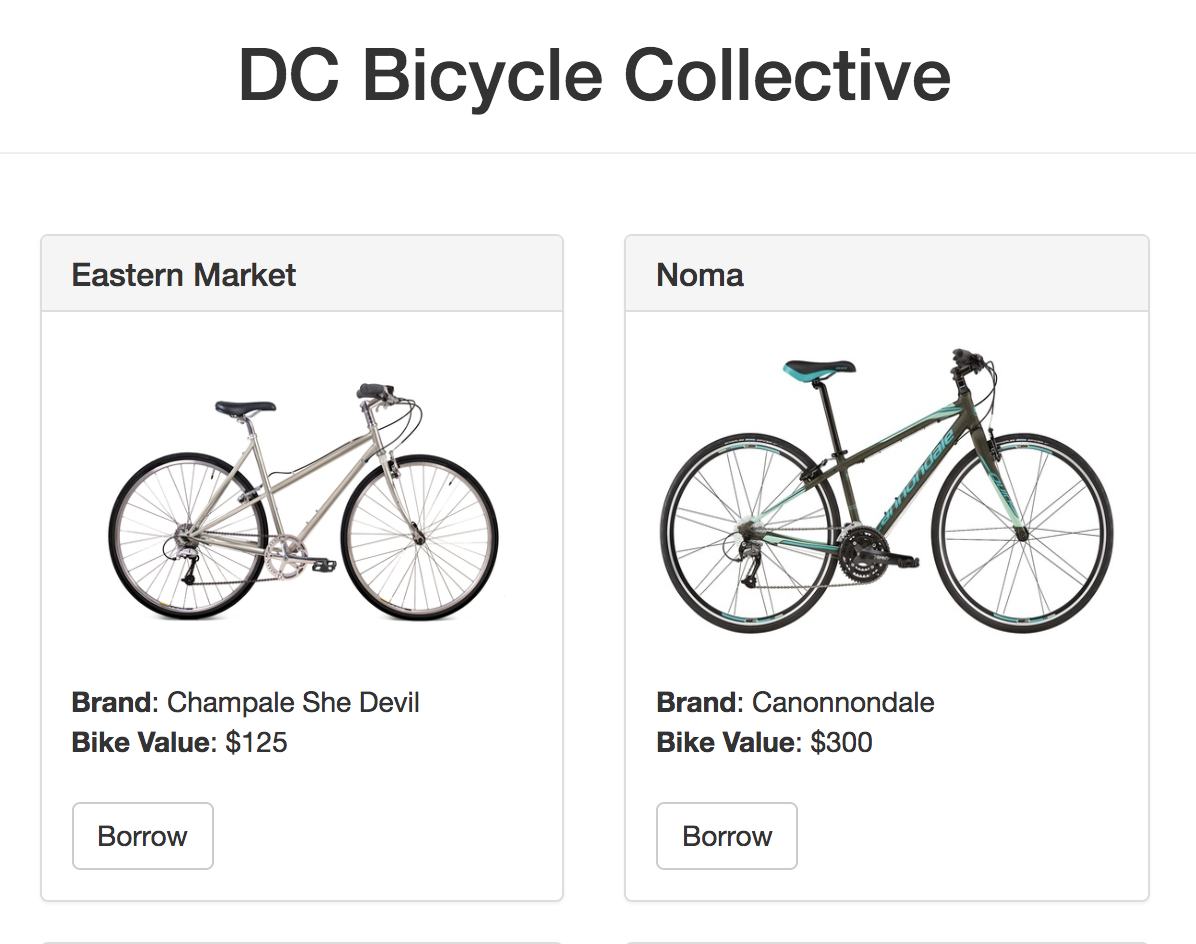 DC Bicycle Collective
Eastern Market
Noma
cannondale
Brand: Champale She Devil
Bike Value: $125
Brand: Canonnondale
Bike Value: $300
Borrow
Borrow